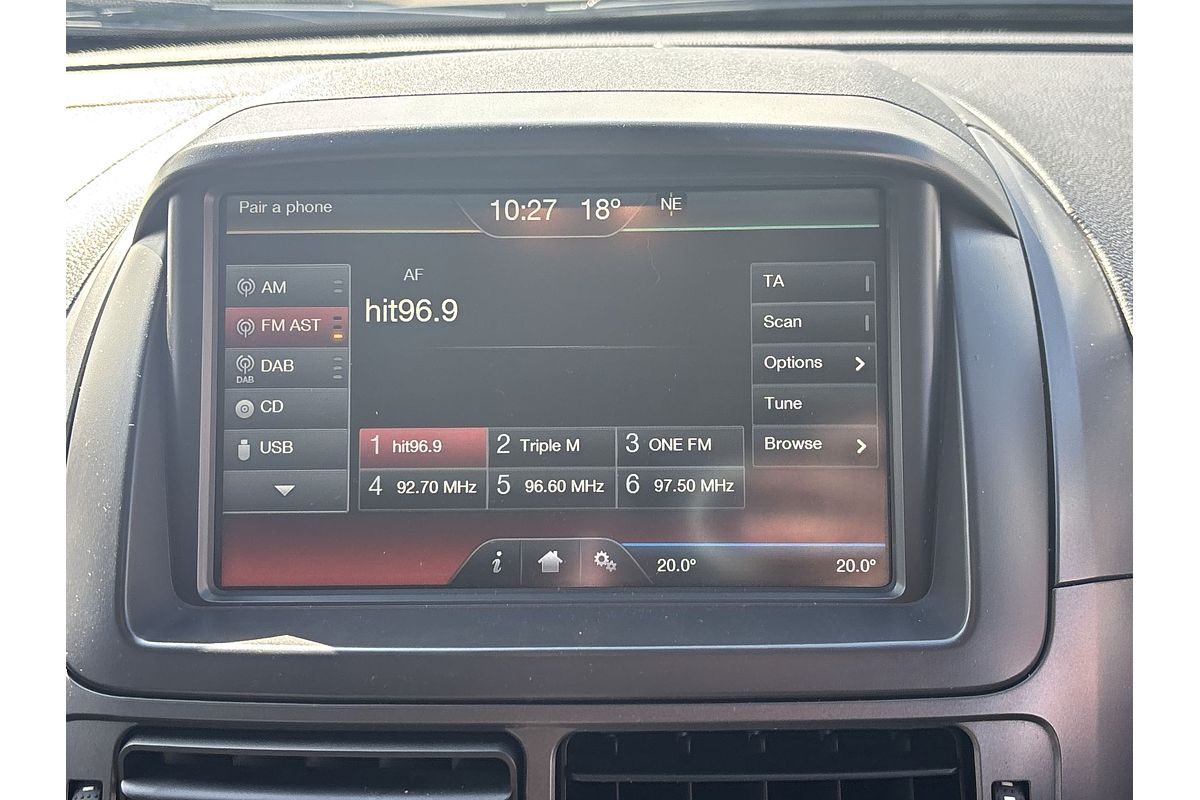 Pair a phone
10:27 18° NE
AM
FM AST
DAB
DAB
CD
USB
AF
hit96.9
TA
Scan
Options
Tune
Browse
1 hit96.9 2 Triple M 3 ONE FM
4 92.70 MHz 5 96.60 MHz 6 97.50 MHz
i
20.0° 20.0°